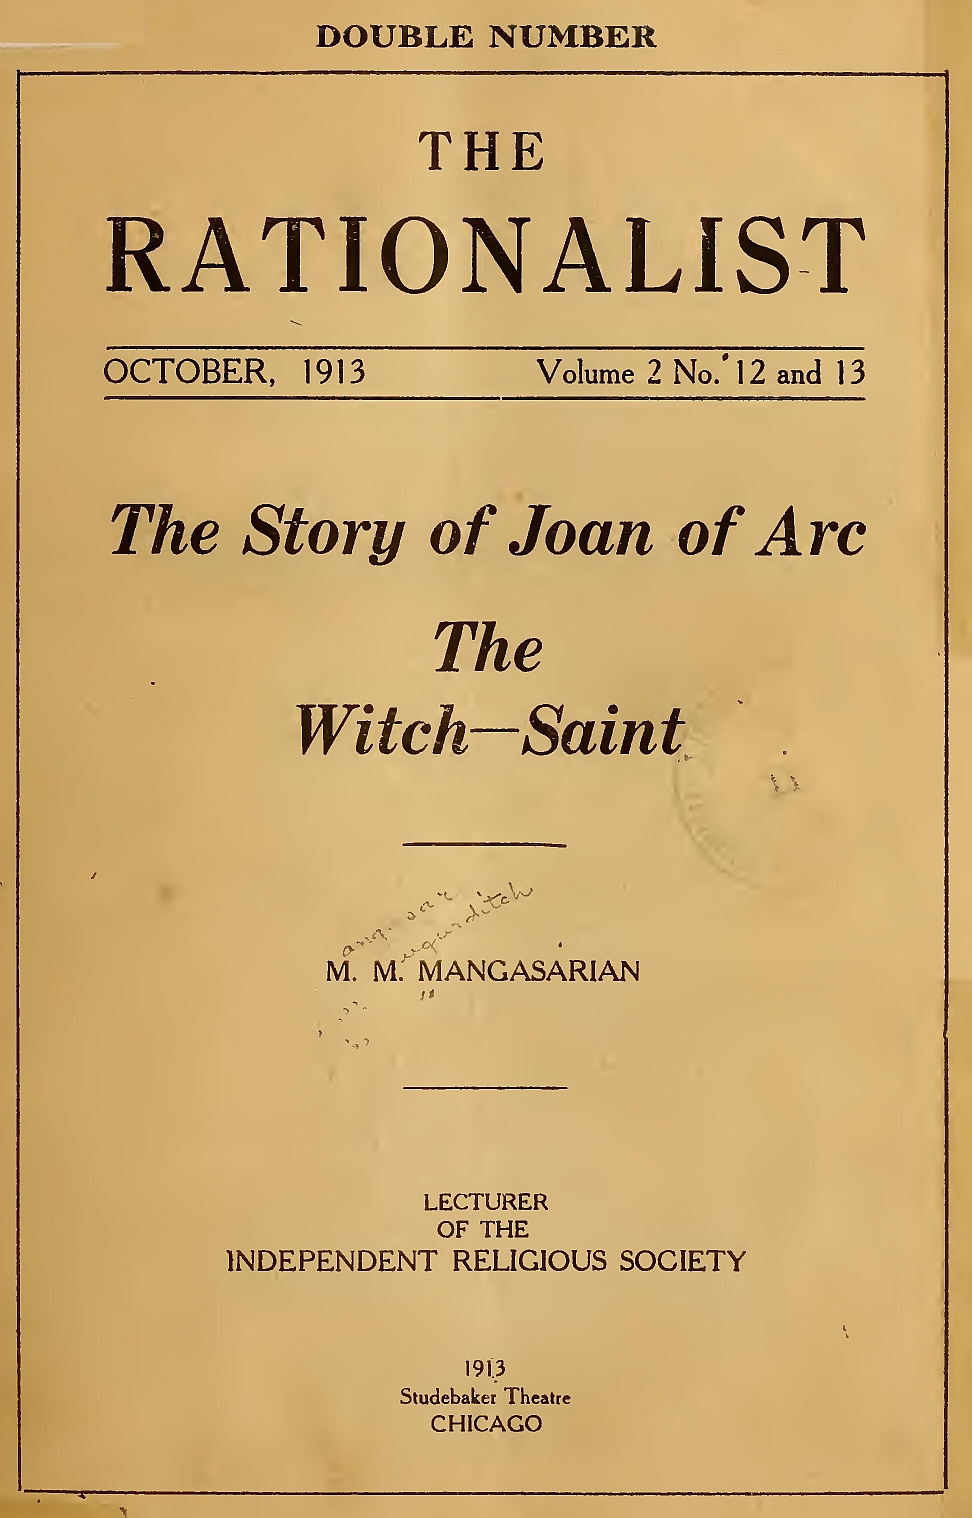 DOUBLE NUMBER
THE
RATIONALIST
OCTOBER, 1913 Volume 2 No. 12 and 13
The Story of Joan of Arc
The
Witch—Saint
M. M. MANGASARIAN
LECTURER
OF THE
INDEPENDENT RELIGIOUS SOCIETY
1913
Studebaker Theatre
CHICAGO